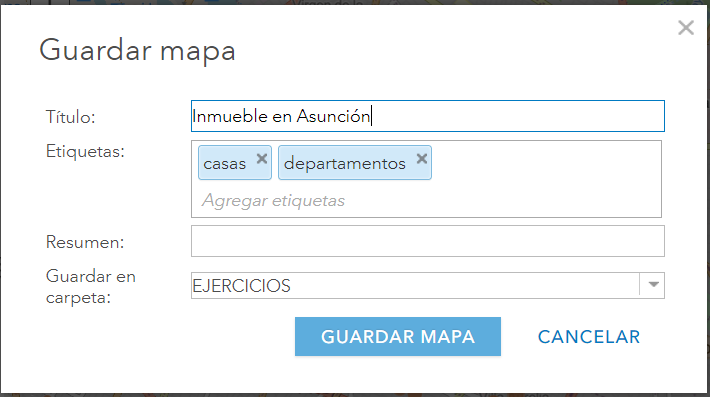 Guardar mapa
Título: Inmueble en Asunción
Etiquetas: casas departamentos
Agregar etiquetas
Resumen:
Guardar en
carpeta: EJERCICIOS
GUARDAR MAPA CANCELAR